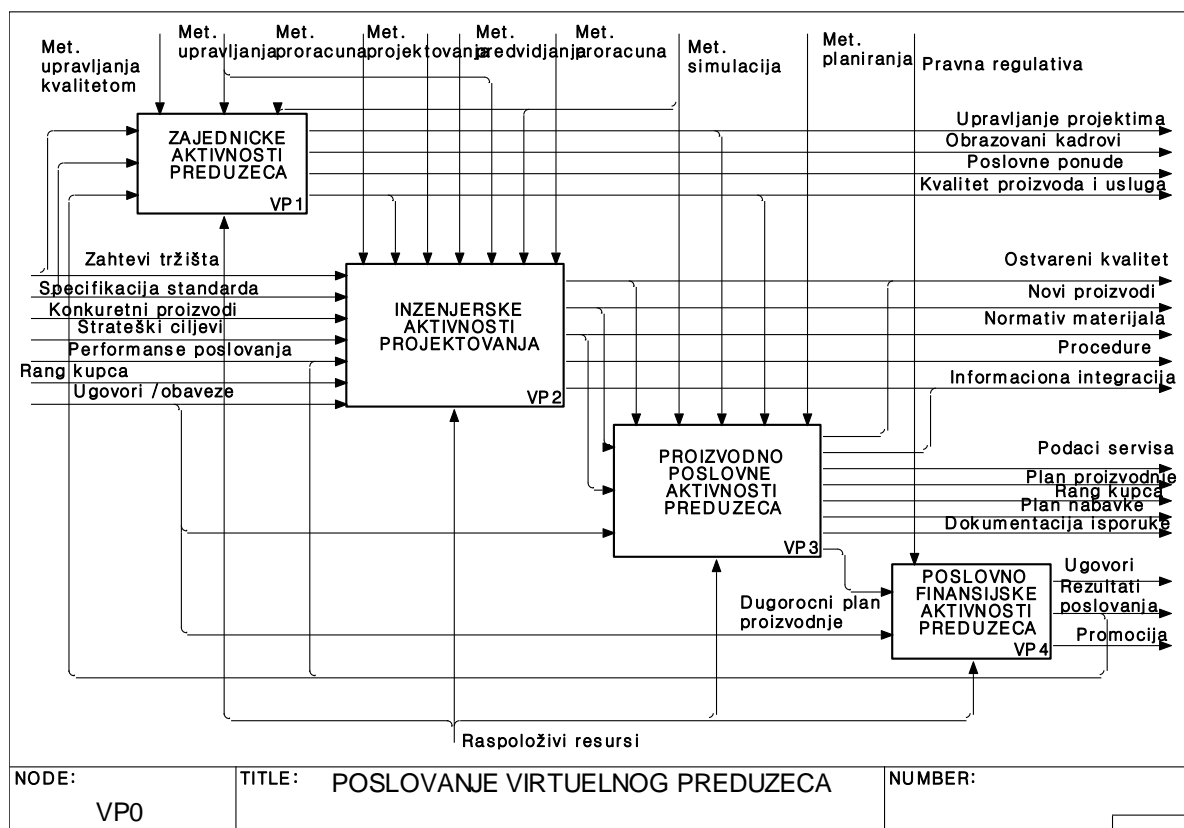 Met.
upravljanja
kvalitetom
Met.
upravljanja
Met.
proracuna
Met.
projektovanja
Met.
predvidjanja
Met.
proracuna
Met.
simulacija
Met.
planiranja
Pravna regulativa
ZAJEDNICKE
AKTIVNOSTI
PREDUZECA
VP1
Upravljanje projektima
Obrazovani kadrovi
Poslovne ponude
Kvalitet proizvoda i usluga
Zahtevi tržišta
Specifikacija standarda
Konkuretni proizvodi
Strateški ciljevi
Performanse poslovanja
Rang kupca
Ugovori /obaveze
INZENJERSKE
AKTIVNOSTI
PROJEKTOVANJA
VP2
Ostvareni kvalitet
Novi proizvodi
Normativ materijala
Procedure
Informaciona integracija
PROIZVODNO
POSLOVNE
AKTIVNOSTI
PREDUZECA
VP3
Podaci servisa
Plan proizvodnje
Rang kupca
Plan nabavke
Dokumentacija isporuke
Dugorocni plan
proizvodnje
POSLOVNO
FINANSIJSKE
AKTIVNOSTI
PREDUZECA
VP4
Ugovori
Rezultati
poslovanja
Promocija
Raspoloživi resursi
NODE:
VP0
TITLE: POSLOVANJE VIRTUELNOG PREDUZECA
NUMBER: